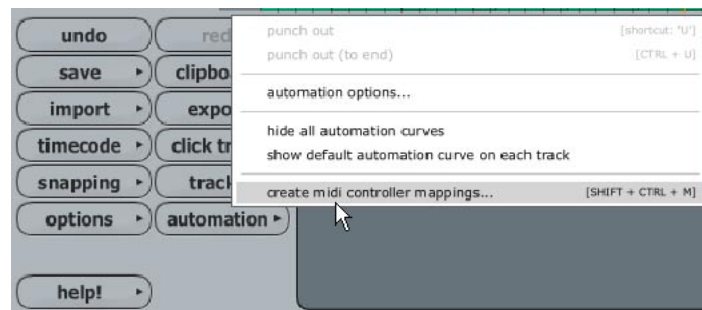 undo
red
save
clipbo
import
expo
timecode
click tr
snapping
track
options
automation
help!
punch out [shortcut: 'U']
punch out (to end) [CTRL + U]
automation options...
hide all automation curves
show default automation curve on each track
create midi controller mappings... [SHIFT + CTRL + M]